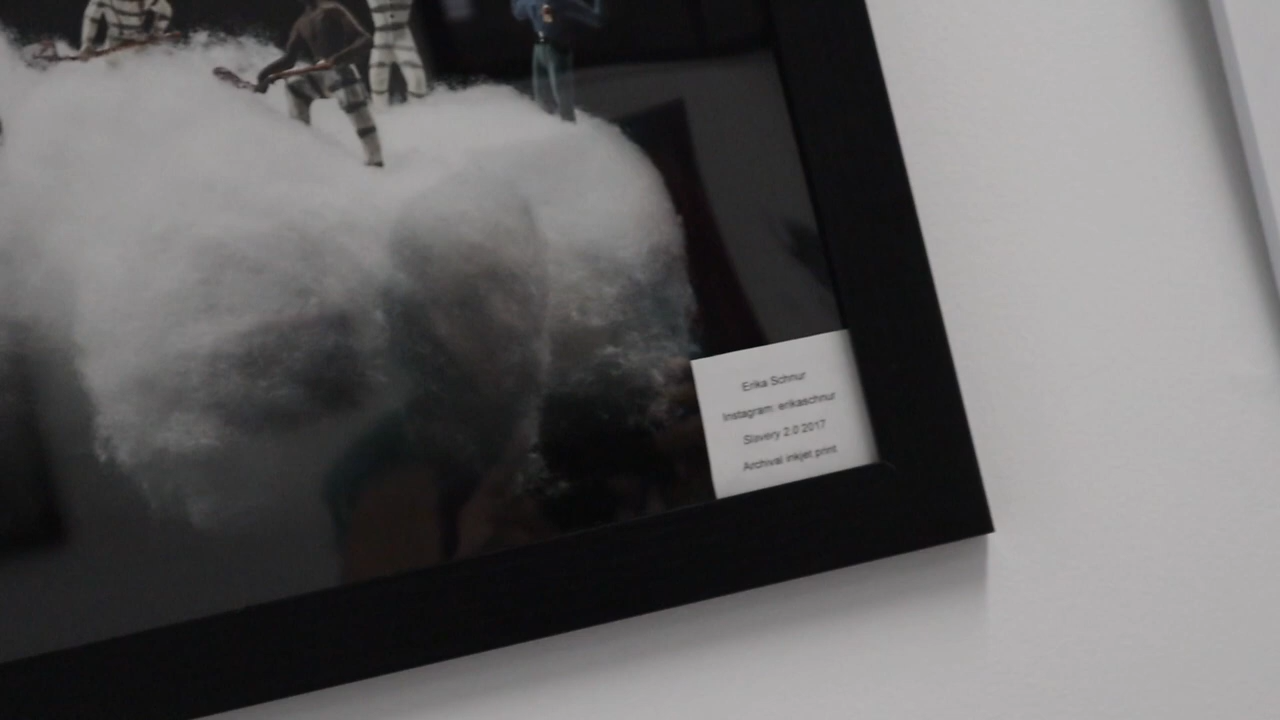 Erika Schnur
Instagram: erikaschnur
Slavery 2.0 2017
Archival inkjet print